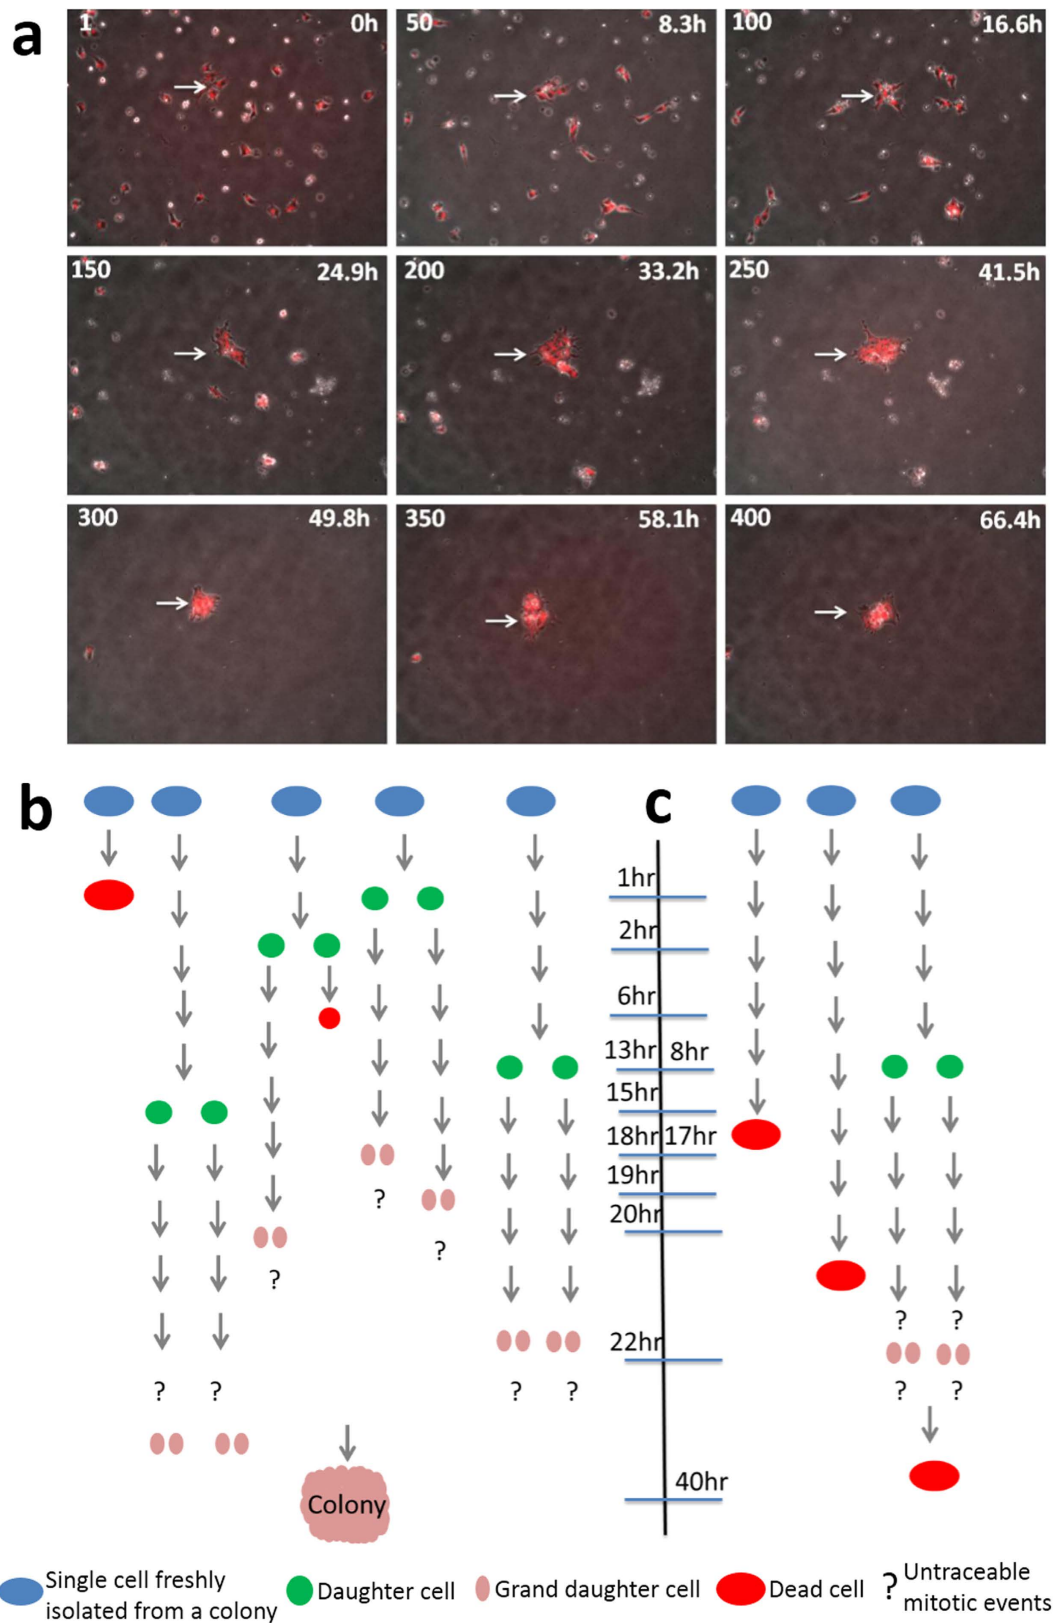 a
1 0h
50 8.3h
100 16.6h
150 24.9h
200 33.2h
250 41.5h
300 49.8h
350 58.1h
400 66.4h
b
c
1hr
2hr
6hr
13hr 8hr
15hr
18hr 17hr
19hr
20hr
? ?
?
?
?
22hr
? ?
? ?
? ?
? ?
Colony
40hr
Single cell freshly
isolated from a colony
Daughter cell
Grand daughter cell
Dead cell
? Untraceable
mitotic events